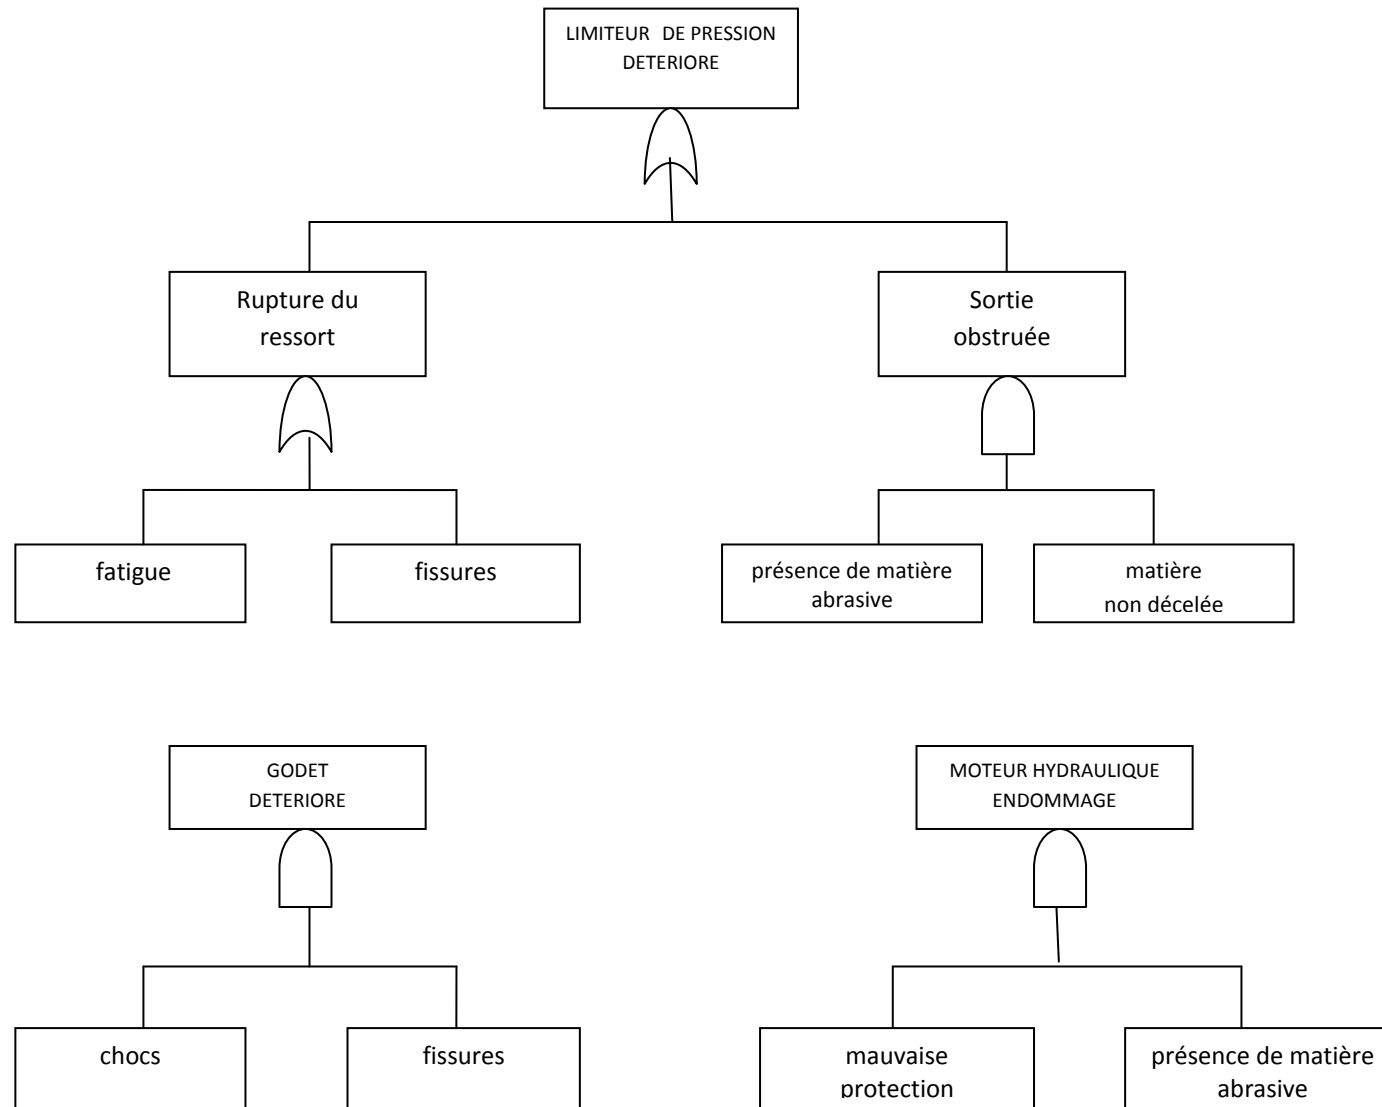 LIMITEUR DE PRESSION
DETERIORE
Rupture du
ressort
Sortie
obstruée
fatigue
fissures
présence de matière
abrasive
matière
non décelée
GODET
DETERIORE
MOTEUR HYDRAULIQUE
ENDOMMAGE
chocs
fissures
mauvaise
protection
présence de matière
abrasive